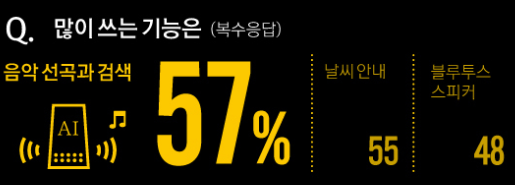 Q. 많이 쓰는 기능은 (복수응답)
음악 선곡과 검색
AI
57%
날씨 안내
55
블루투스
스피커
48